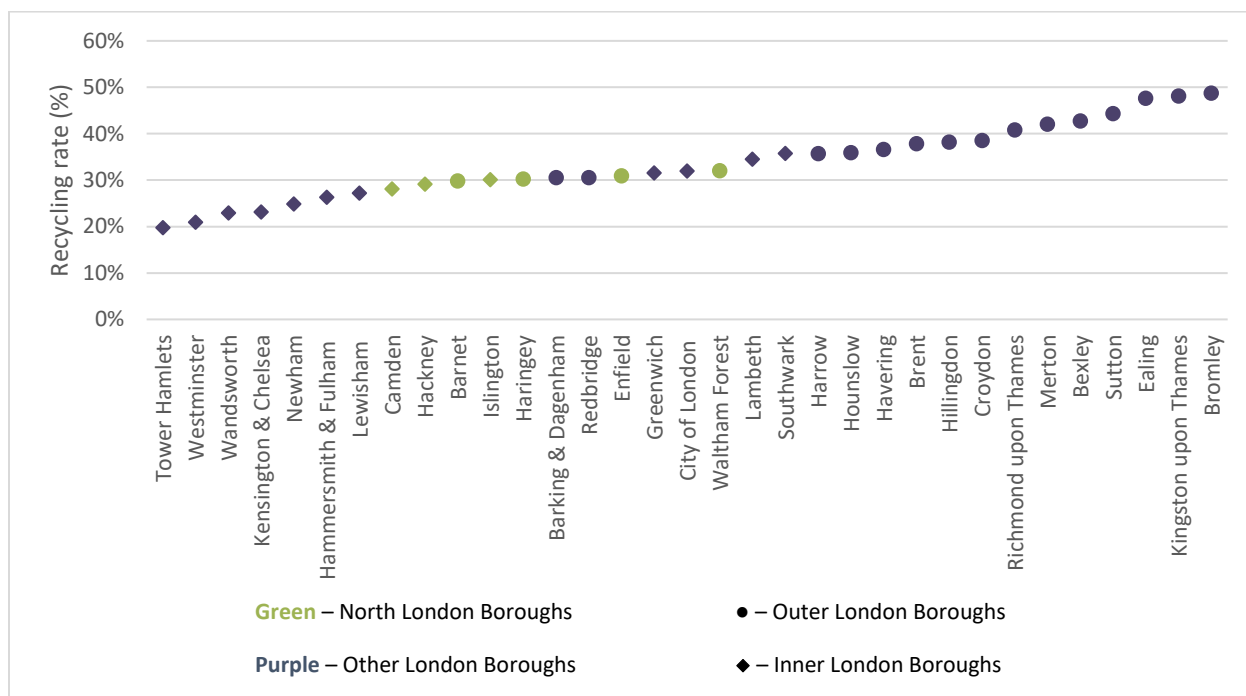 60%
50%
40%
30%
20%
10%
0%
Recycling rate (%)
Tower Hamlets
Westminster
Wandsworth
Kensington & Chelsea
Newham
Hammersmith & Fulham
Lewisham
Camden
Hackney
Barnet
Islington
Haringey
Barking & Dagenham
Redbridge
Enfield
Greenwich
City of London
Waltham Forest
Lambeth
Southwark
Harrow
Hounslow
Havering
Brent
Hillingdon
Croydon
Richmond upon Thames
Merton
Bexley
Sutton
Ealing
Kingston upon Thames
Bromley
Green – North London Boroughs
– Outer London Boroughs
Purple – Other London Boroughs
– Inner London Boroughs